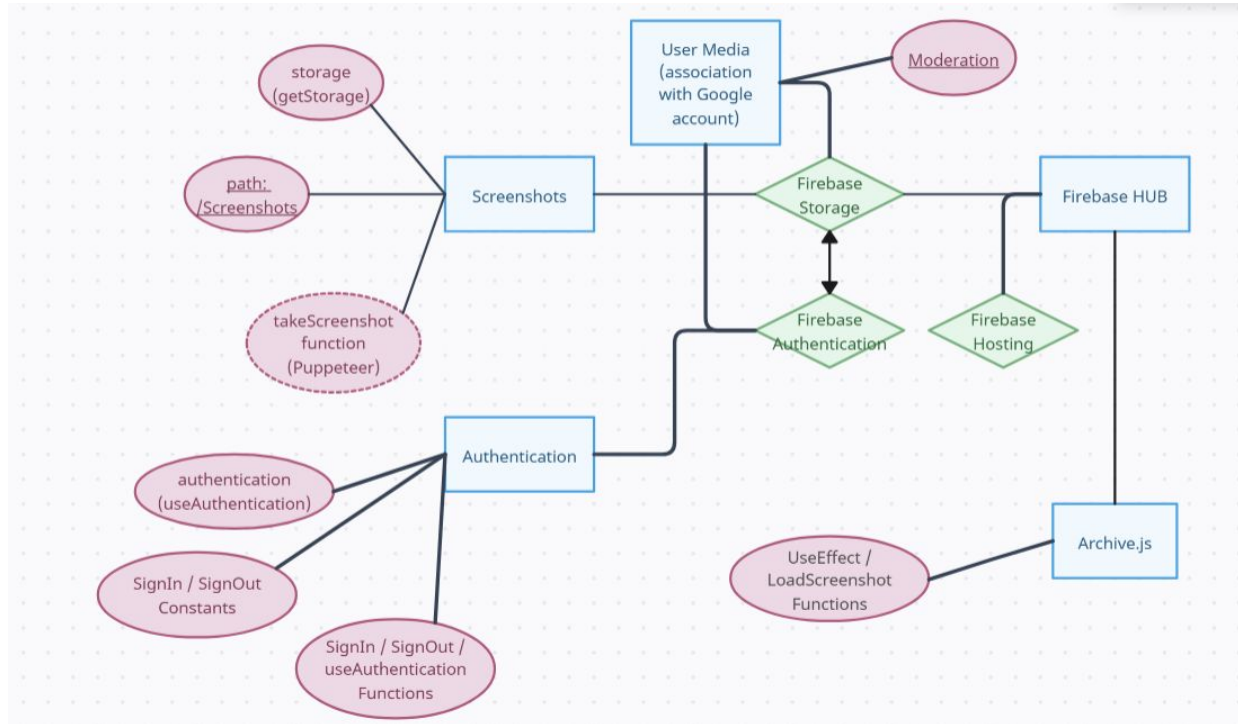 User Media
(association
with Google
account)
Moderation
storage
(getStorage)
path:
/Screenshots
Screenshots
Firebase
Storage
Firebase HUB
takeScreenshot
function
(Puppeteer)
Firebase
Authentication
Firebase
Hosting
Authentication
authentication
(useAuthentication)
Archive.js
UseEffect /
LoadScreenshot
Functions
SignIn / SignOut
Constants
SignIn / SignOut /
useAuthentication
Functions